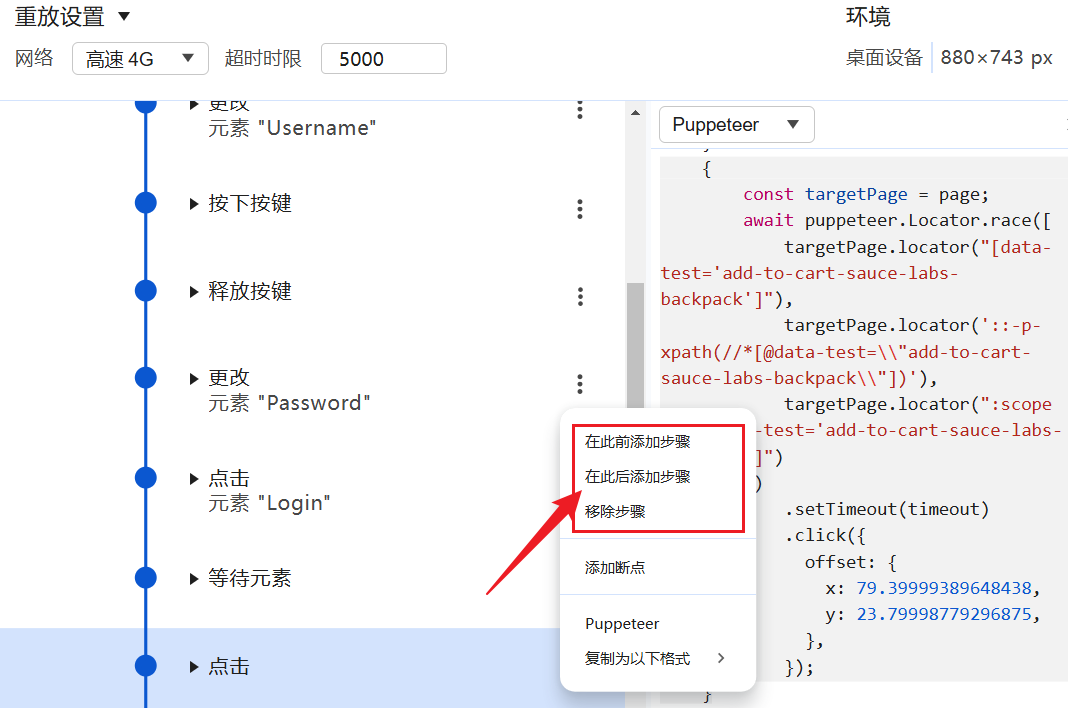 重放设置
环境
网络
高速 4G
超时时限
5000
桌面设备
880×743 px
更改
元素 "Username"
按下按键
释放按键
更改
元素 "Password"
点击
元素 "Login"
等待元素
点击
在此前添加步骤
在此后添加步骤
移除步骤
添加断点
Puppeteer
复制为以下格式
Puppeteer
{
const targetPage = page;
await puppeteer.Locator.race([
targetPage.locator("[data-
test='add-to-cart-sauce-labs-
backpack']"),
targetPage.locator('::-p-
xpath(//*[@data-test=\\"add-to-cart-
sauce-labs-backpack\\"])'),
targetPage.locator(":scope
-test='add-to-cart-sauce-labs-
]")
)
.setTimeout(timeout)
.click({
offset: {
x: 79.39999389648438,
y: 23.79998779296875,
},
});
}